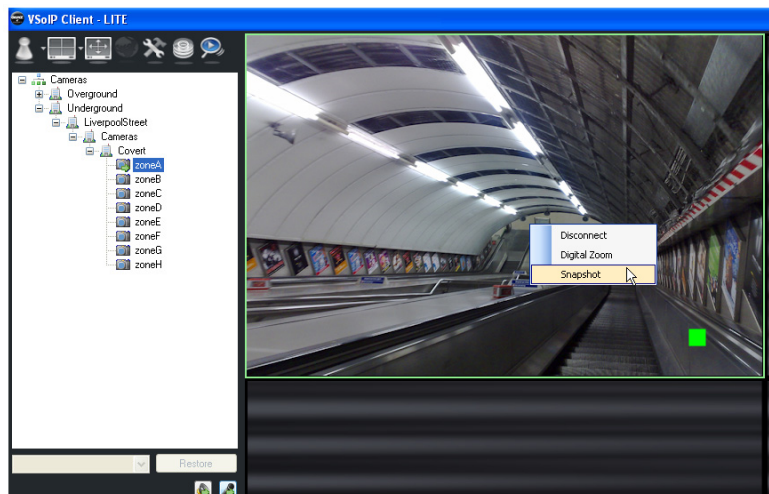 VSoIP Client - LITE
Cameras
Overground
Underground
LiverpoolStreet
Cameras
Covert
zoneA
zoneB
zoneC
zoneD
zoneE
zoneF
zoneG
zoneH
Restore
Disconnect
Digital Zoom
Snapshot